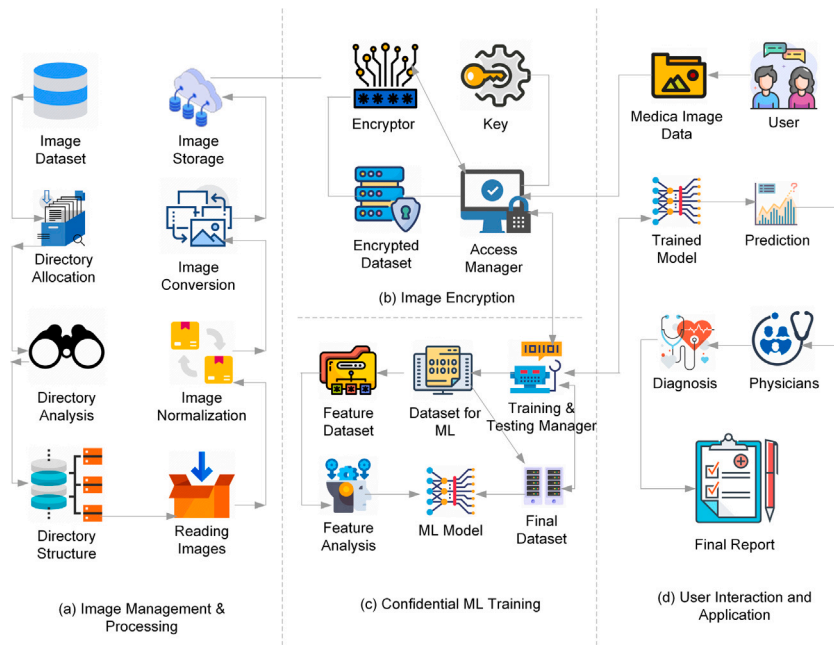 Image
Dataset
Image
Storage
Directory
Allocation
Image
Conversion
Directory
Analysis
Image
Normalization
Directory
Structure
Reading
Images
(a) Image Management &
Processing
Encryptor
Key
Encrypted
Dataset
Access
Manager
(b) Image Encryption
101101
Feature
Dataset
Dataset for
ML
Training &
Testing Manager
Feature
Analysis
ML Model
Final
Dataset
(c) Confidential ML Training
Medica Image
Data
User
Trained
Model
?
Prediction
Diagnosis
Physicians
Final Report
(d) User Interaction and
Application